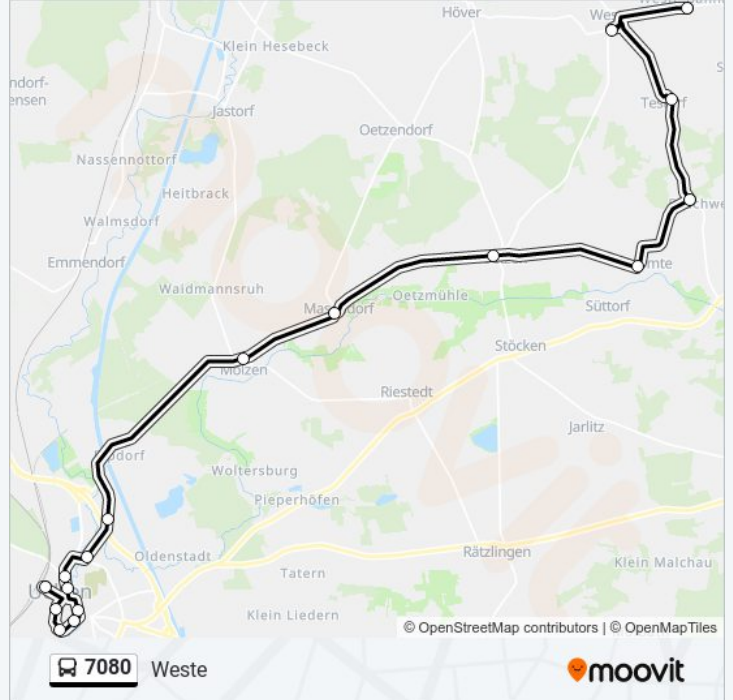 Höver
Klein Hesebeck
Jastorf
Oetzendorf
Nassennottorf
Heitbrack
Walmsdorf
Emmendorf
Waidmannsruh
Oetzmühle
Süttorf
Stöcken
Molzen
Riestedt
Jarlitz
Woltersburg
Pieperhöfen
Rätzlingen
Oldenstadt
Klein Malchau
Tatern
Klein Liedern
© OpenStreetMap contributors | © OpenMapTiles
7080 Weste
moovit